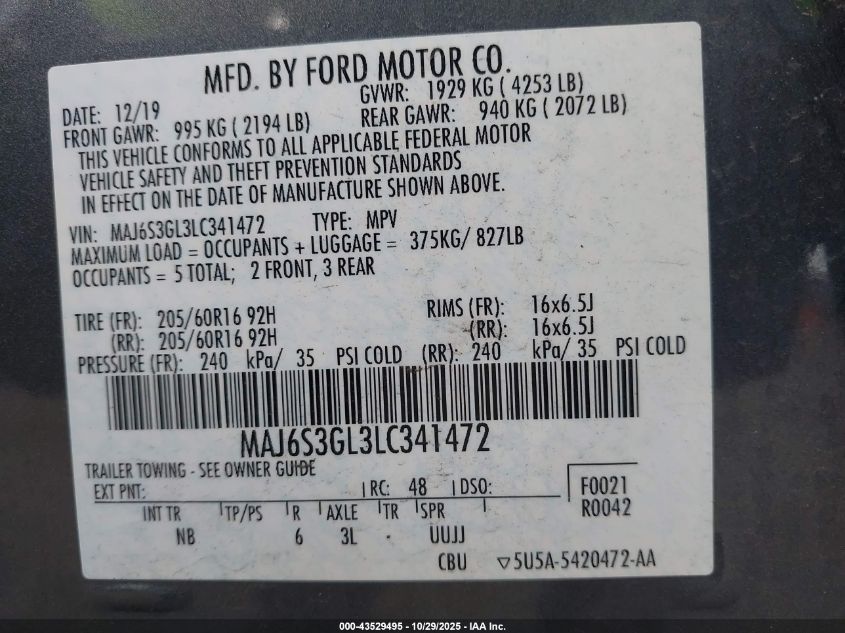 MFD. BY FORD MOTOR CO.
DATE: 12/19 GVWR: 1929 KG ( 4253 LB)
FRONT GAWR: 995 KG ( 2194 LB) REAR GAWR: 940 KG ( 2072 LB)
THIS VEHICLE CONFORMS TO ALL APPLICABLE FEDERAL MOTOR
VEHICLE SAFETY AND THEFT PREVENTION STANDARDS
IN EFFECT ON THE DATE OF MANUFACTURE SHOWN ABOVE.
VIN: MAJ6S3GL3LC341472 TYPE: MPV
MAXIMUM LOAD = OCCUPANTS + LUGGAGE = 375KG/ 827LB
OCCUPANTS = 5 TOTAL; 2 FRONT, 3 REAR
TIRE (FR): 205/60R16 92H RIMS (FR): 16x6.5J
(RR): 205/60R16 92H (RR): 16x6.5J
PRESSURE (FR): 240 kPa/ 35 PSI COLD (RR): 240 kPa/ 35 PSI COLD
MAJ6S3GL3LC341472
TRAILER TOWING - SEE OWNER GUIDE
EXT PNT: RC: 48 DSO: F0021
INT TR TP/PS R AXLE TR SPR R0042
NB 6 3L . UUJJ
CBU ▽5U5A-5420472-AA
000-43529495 - 10/29/2025 - IAA Inc.